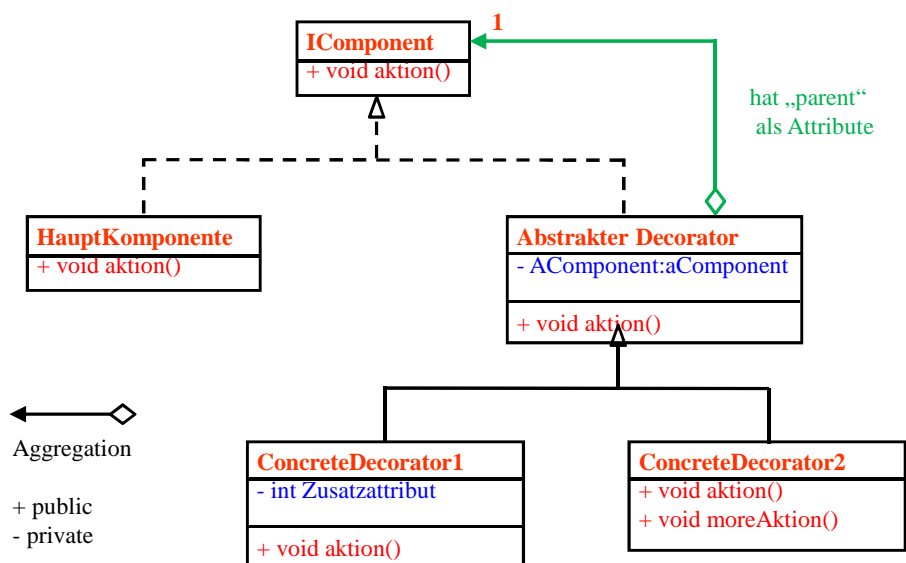 1
IComponent
+ void aktion()
hat „parent“
als Attribute
HauptKomponente
+ void aktion()
Abstrakter Decorator
- AComponent:aComponent
+ void aktion()
Aggregation
+ public
- private
ConcreteDecorator1
- int Zusatzattribut
+ void aktion()
ConcreteDecorator2
+ void aktion()
+ void moreAktion()